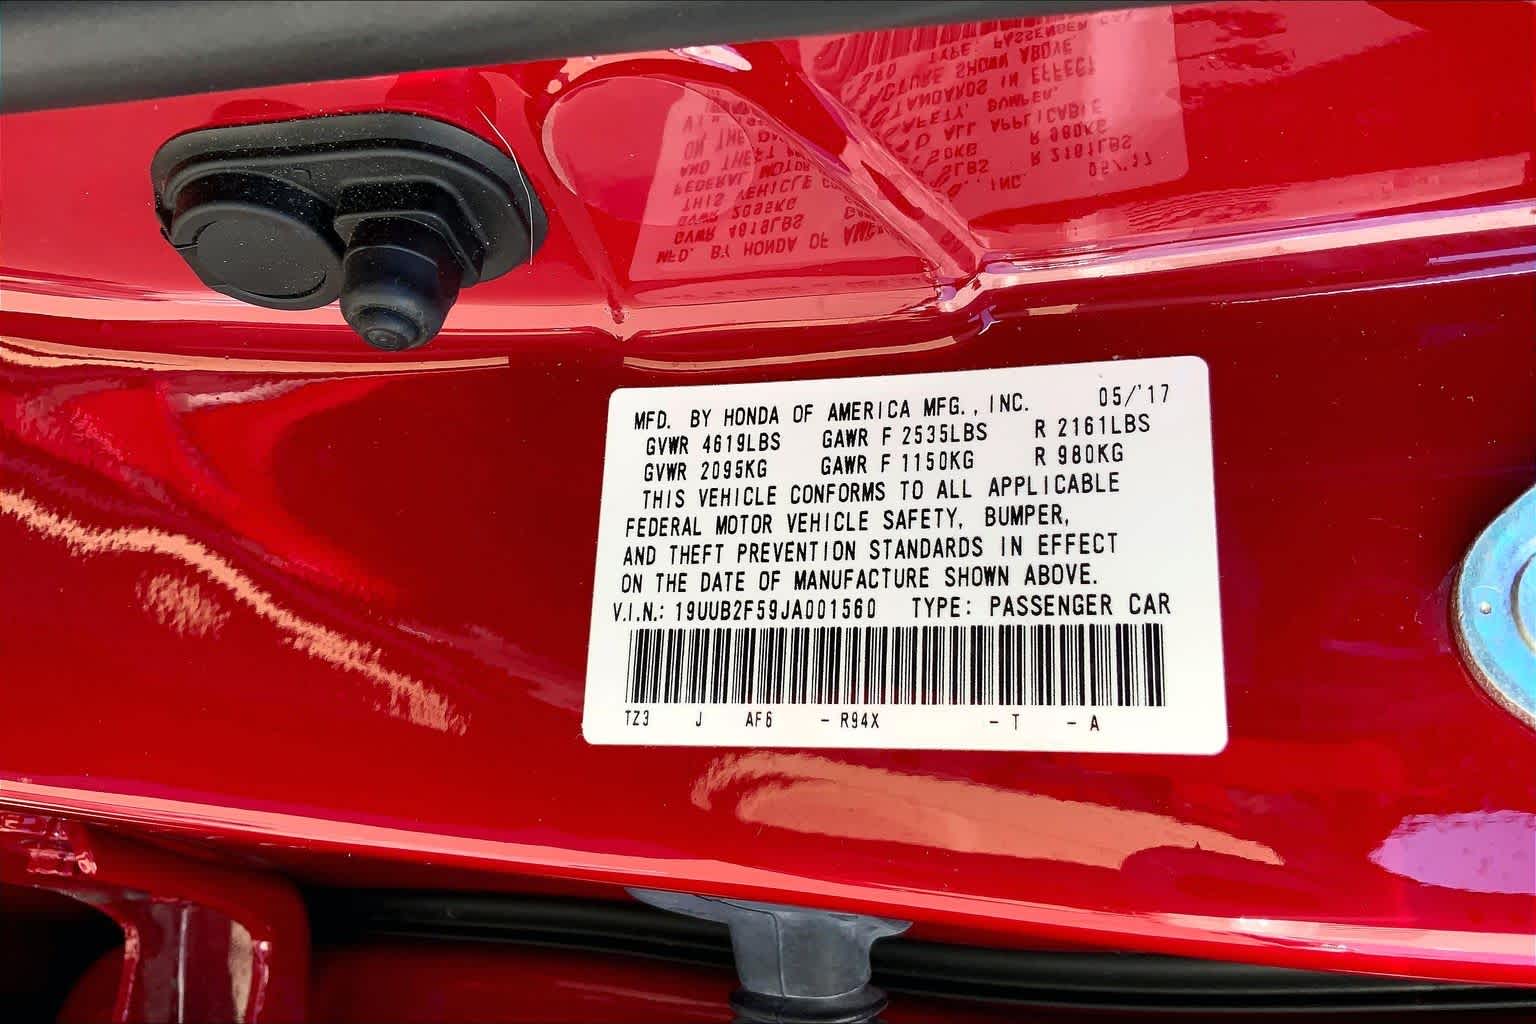 MFD. BY HONDA OF AMERICA MFG., INC. 05/'17
GVWR 4619LBS GAWR F 2535LBS R 2161LBS
GVWR 2095KG GAWR F 1150KG R 980KG
THIS VEHICLE CONFORMS TO ALL APPLICABLE
FEDERAL MOTOR VEHICLE SAFETY, BUMPER,
AND THEFT PREVENTION STANDARDS IN EFFECT
ON THE DATE OF MANUFACTURE SHOWN ABOVE.
V.I.N.: 19UUB2F59JA001560 TYPE: PASSENGER CAR
TZ3 J AF6 - R94X - T - A